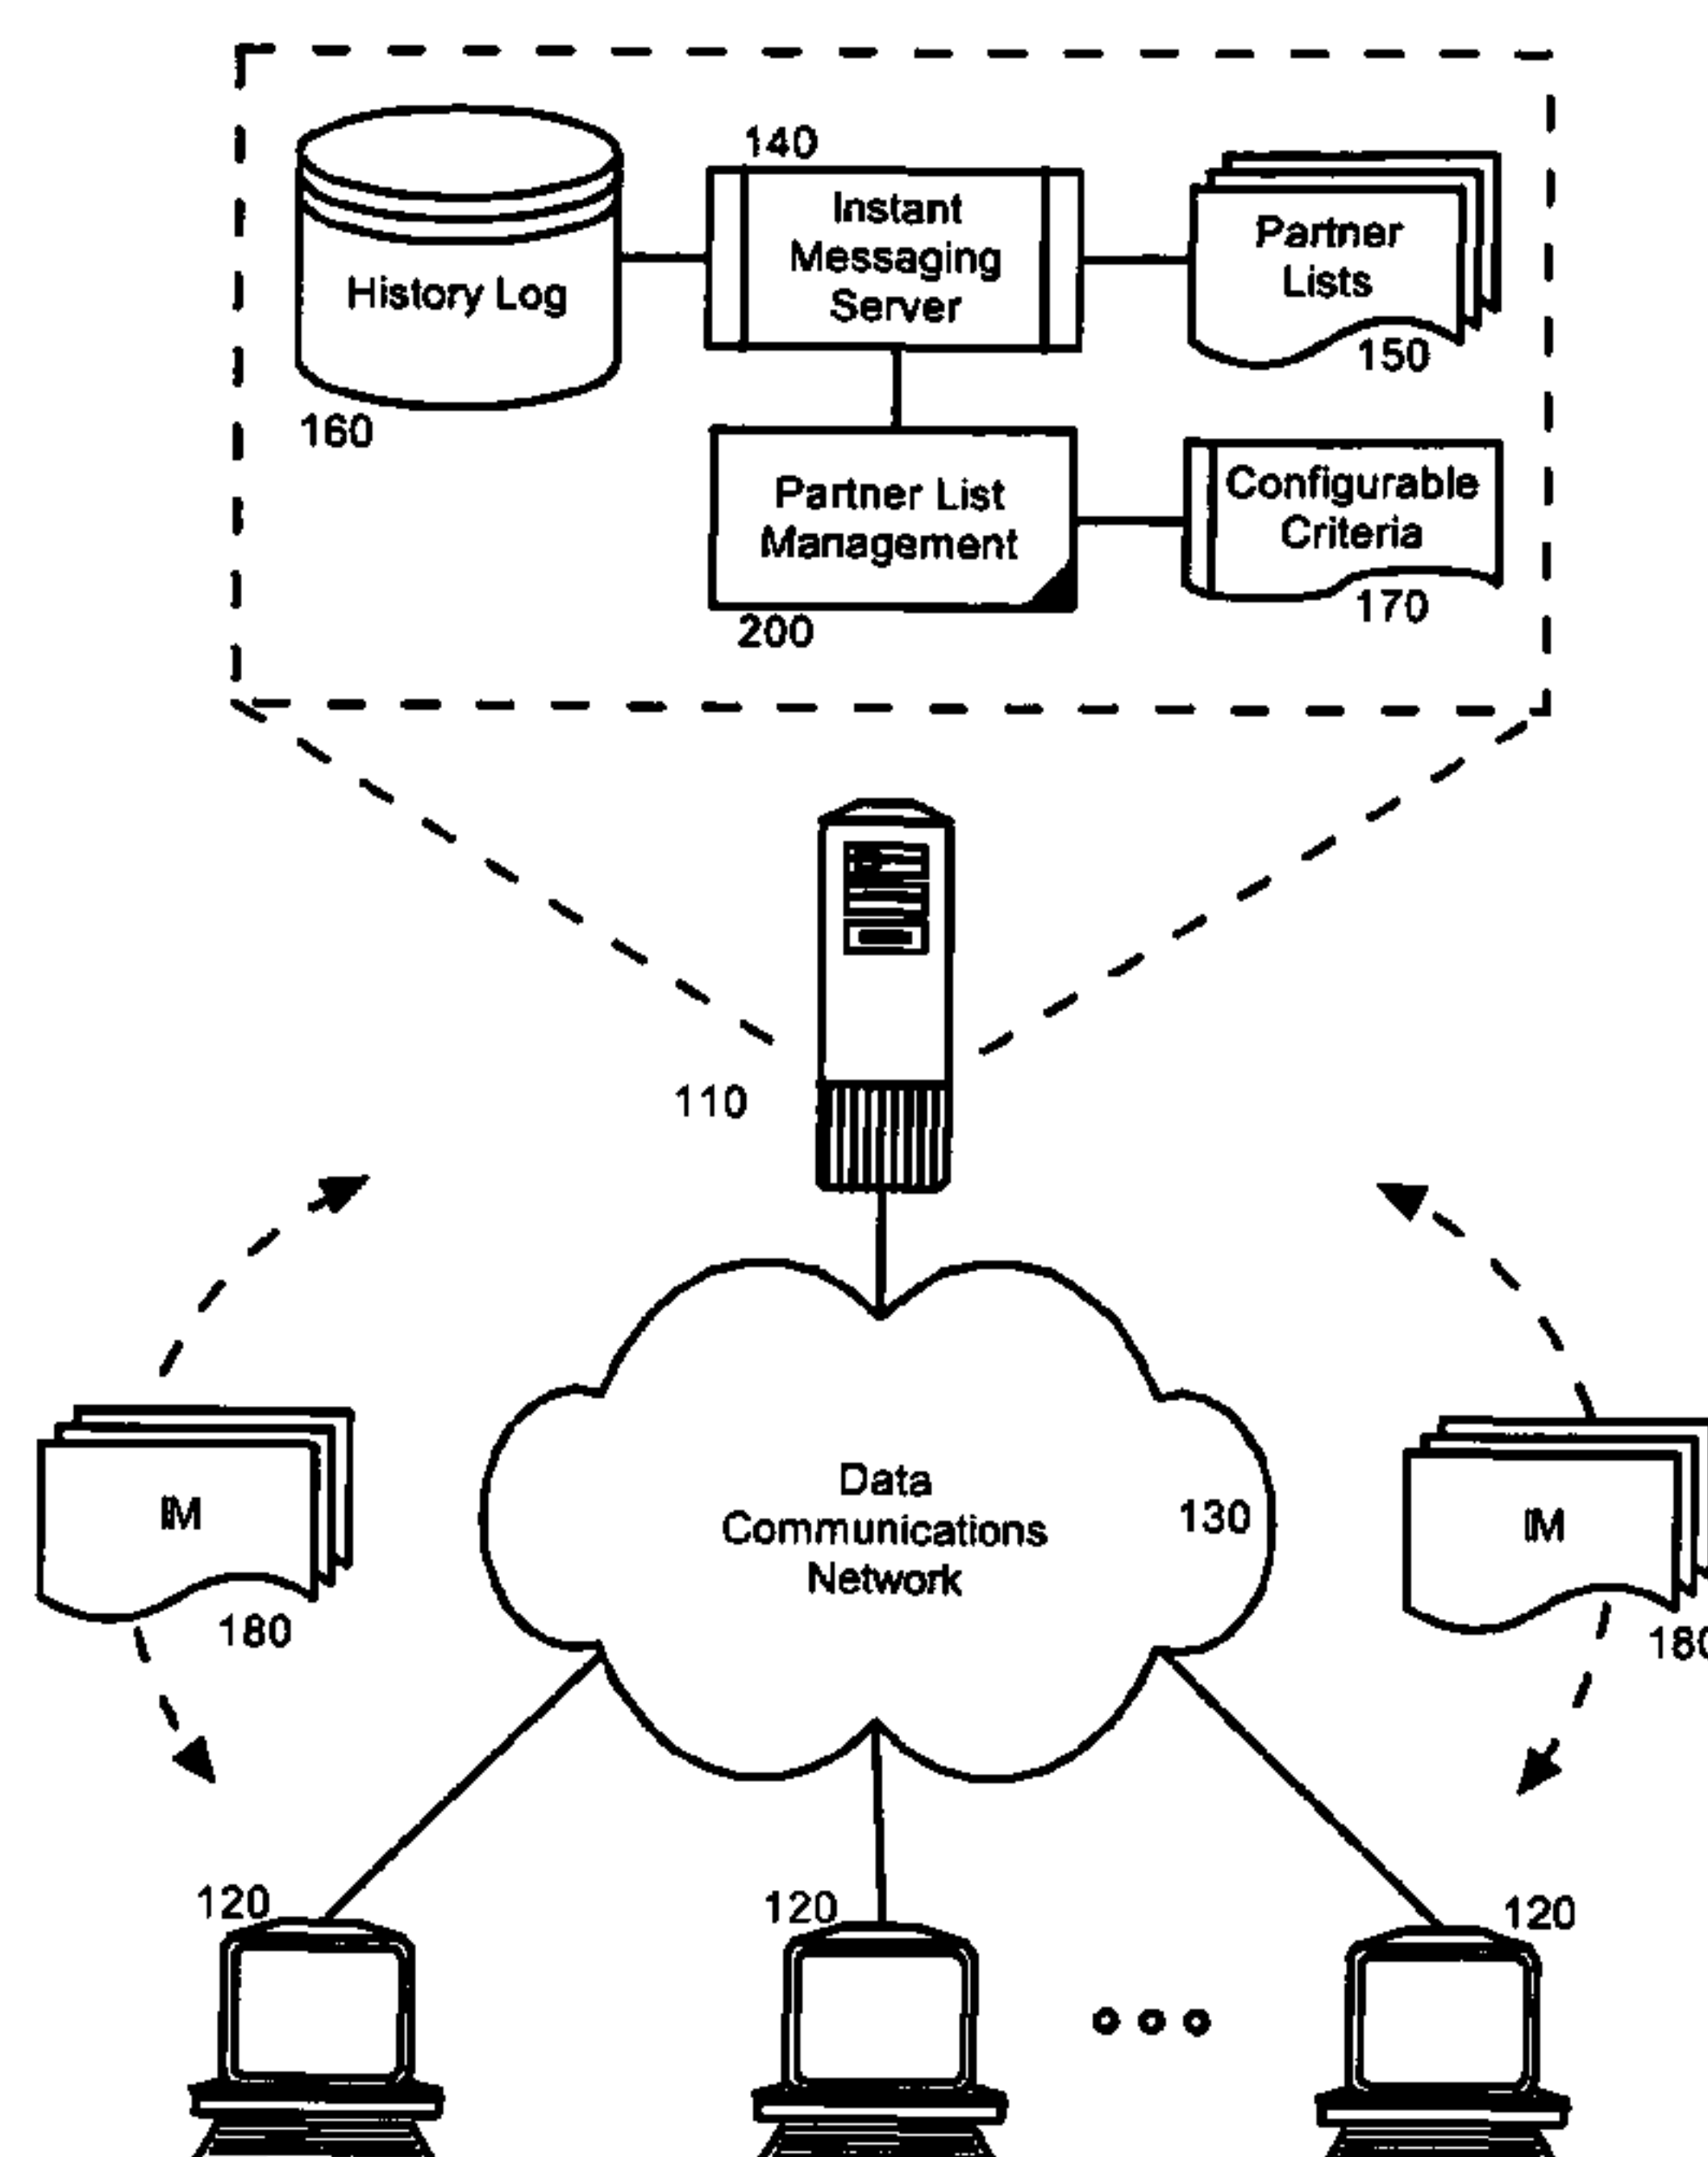 140
Instant
Messaging
Server
Partner
Lists
150
History Log
160
Partner List
Management
200
Configurable
Criteria
170
110
Data
Communications
Network
130
IM
180
IM
180
120
120
120